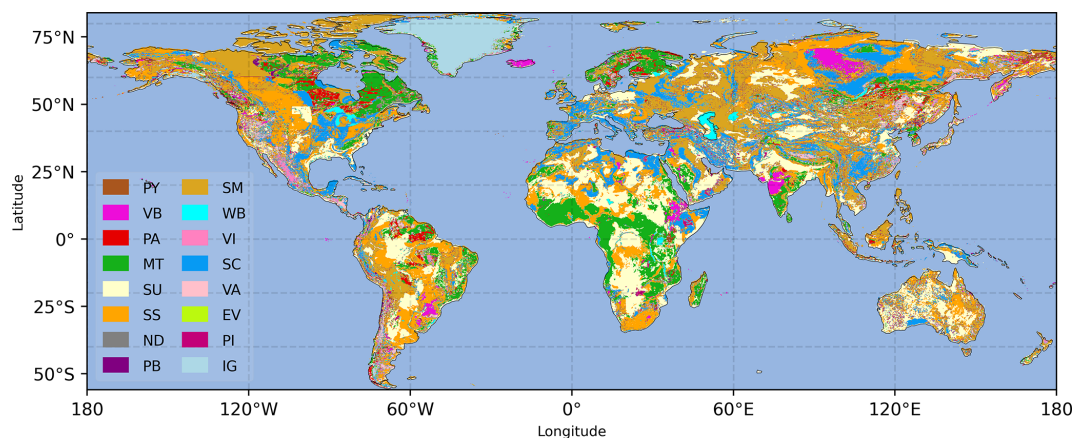 75°N
50°N
25°N
0°
25°S
50°S
Latitude
PY SM
VB WB
PA VI
MT SC
SU VA
SS EV
ND PI
PB IG
180° 120°W 60°W 0° 60°E 120°E 180°
Longitude